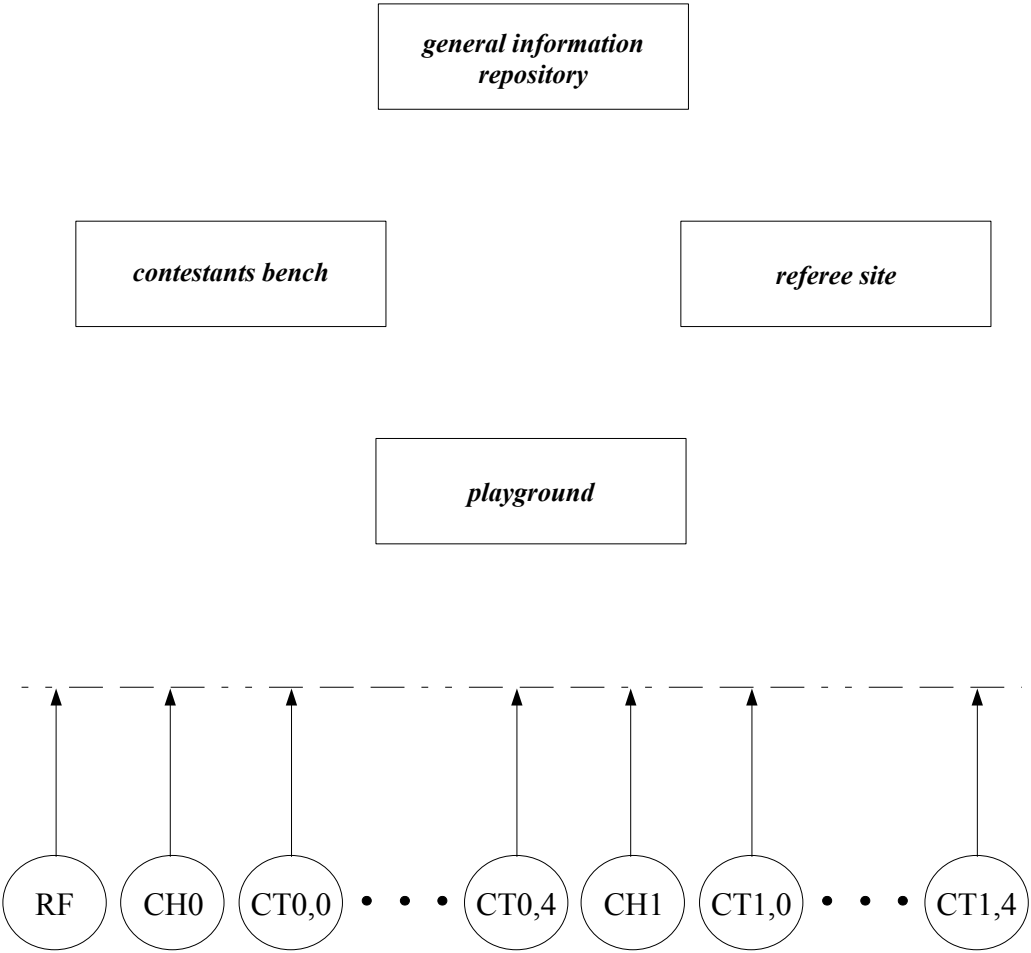 general information
repository
contestants bench
referee site
playground
RF
CH0
CT0,0
• • •
CT0,4
CH1
CT1,0
• • •
CT1,4